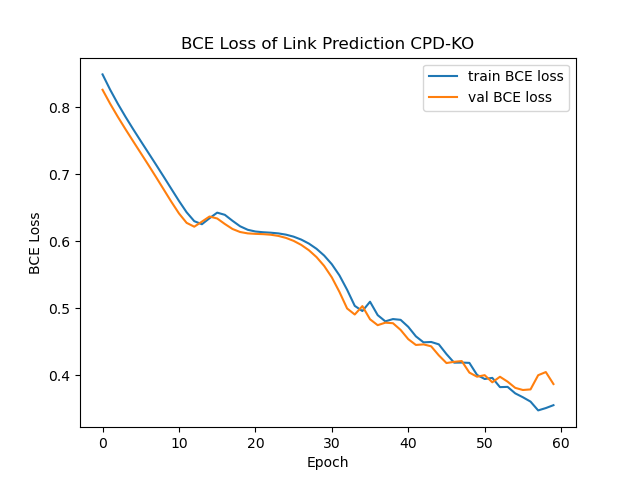 BCE Loss of Link Prediction CPD-KO
train BCE loss
val BCE loss
BCE Loss
0.8
0.7
0.6
0.5
0.4
0
10
20
30
40
50
60
Epoch